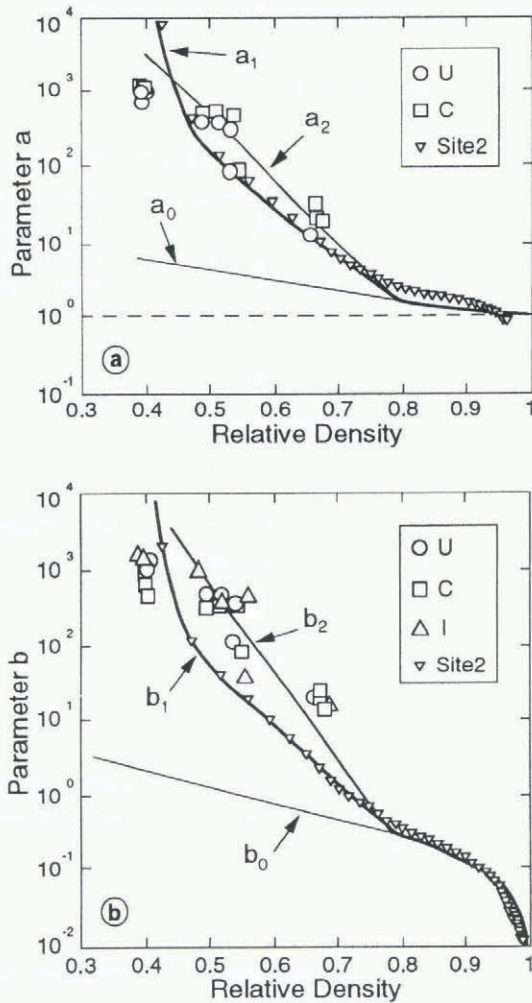 10^4
10^3
10^2
10^1
10^0
10^-1
Parameter a
a1
a2
a0
U
C
Site2
a
0.3 0.4 0.5 0.6 0.7 0.8 0.9 1
Relative Density
10^4
10^3
10^2
10^1
10^0
10^-1
10^-2
Parameter b
b1
b2
b0
U
C
I
Site2
b
0.3 0.4 0.5 0.6 0.7 0.8 0.9 1
Relative Density